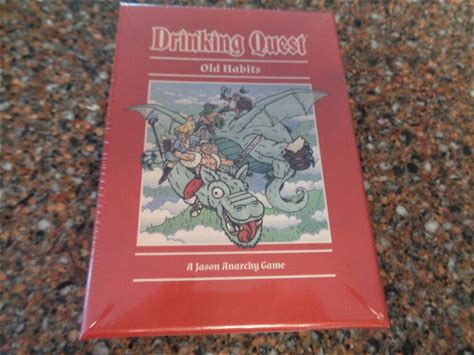 Drinking Quest
Old Habits
A Jason Anarchy Game